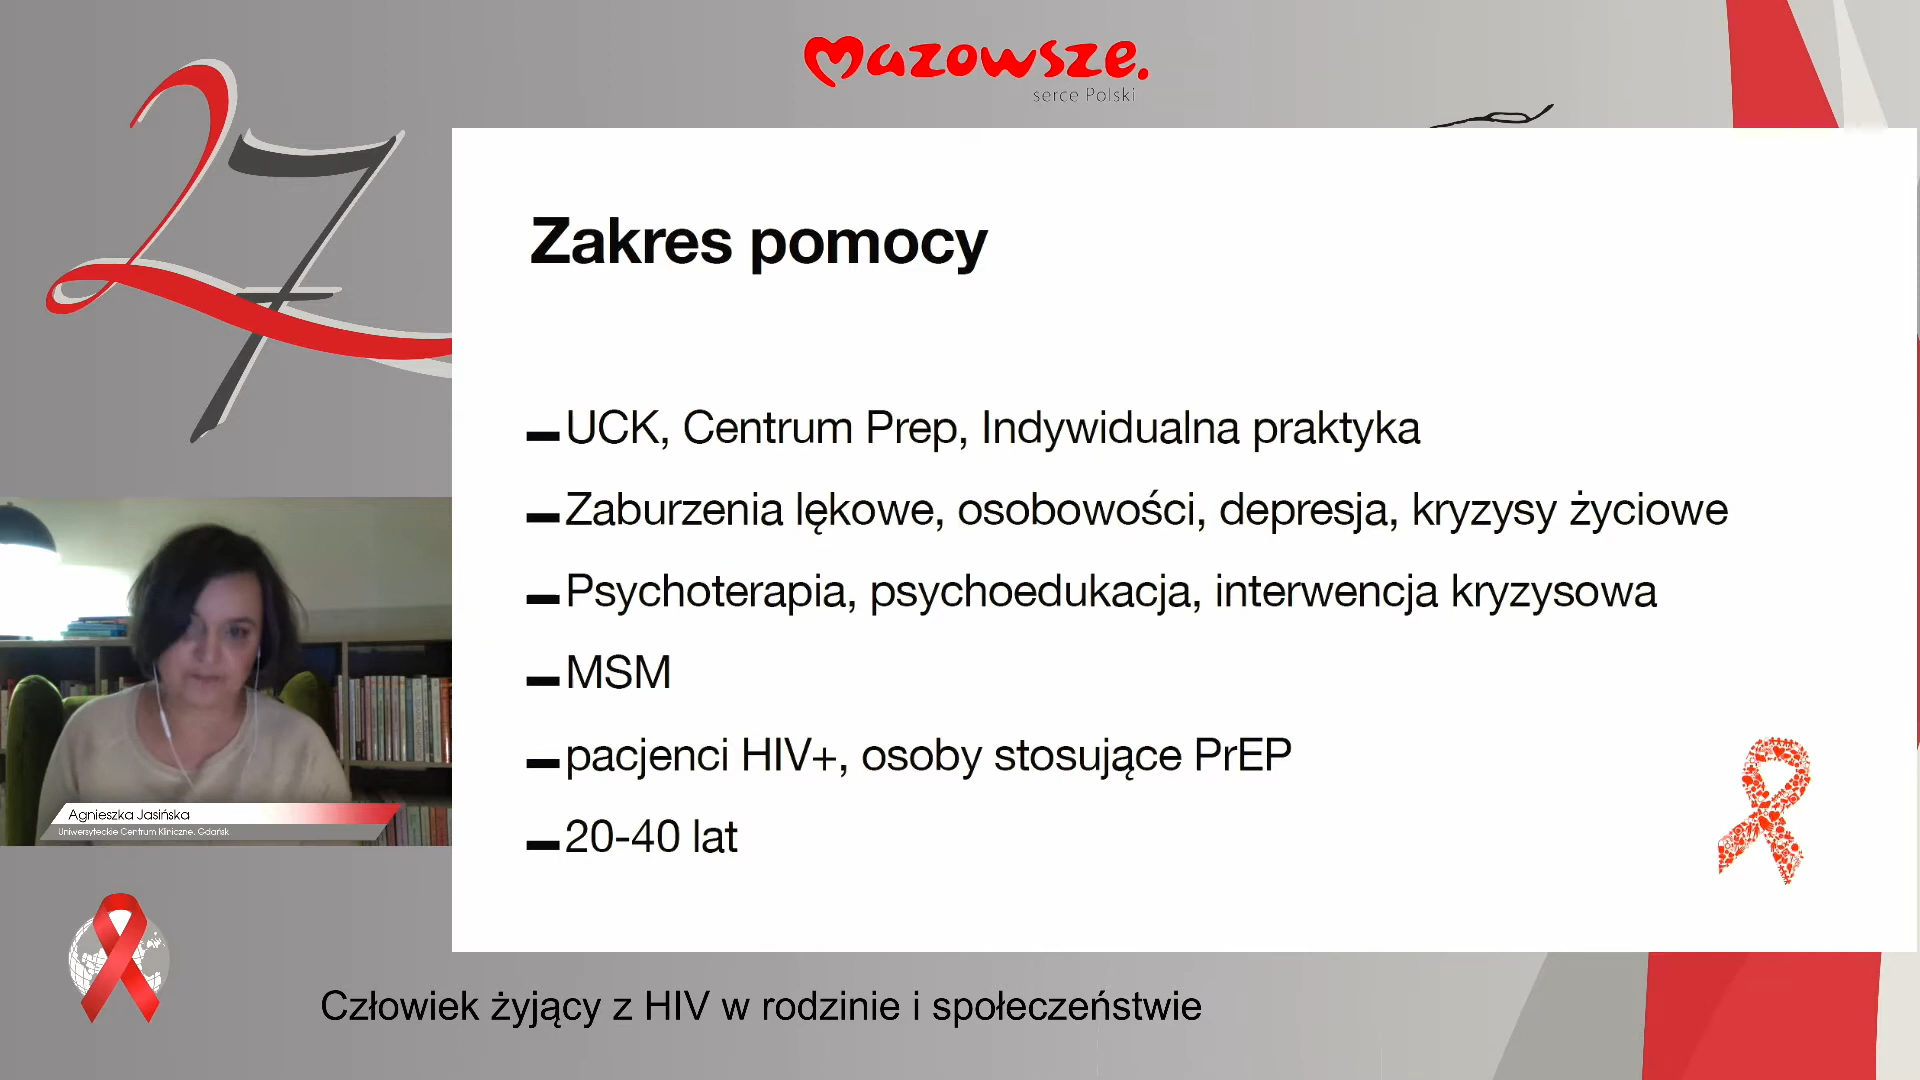 27
Mazowsze.
serce Polski
Zakres pomocy
UCK, Centrum Prep, Indywidualna praktyka
Zaburzenia lękowe, osobowości, depresja, kryzysy życiowe
Psychoterapia, psychoedukacja, interwencja kryzysowa
MSM
pacjenci HIV+, osoby stosujące PrEP
20-40 lat
Agnieszka Jasińska
Uniwersyteckie Centrum Kliniczne, Gdańsk
Człowiek żyjący z HIV w rodzinie i społeczeństwie